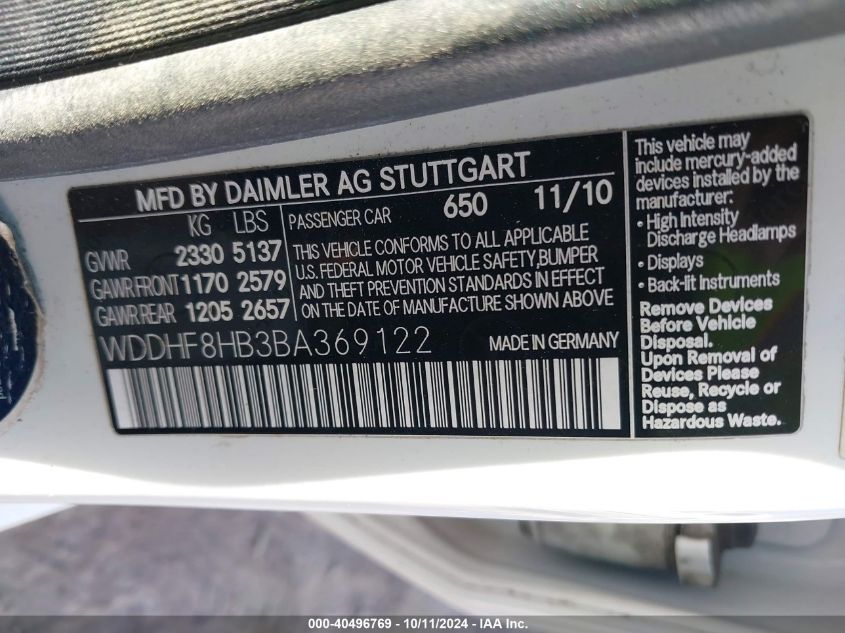 MFD BY DAIMLER AG STUTTGART
KG LBS
GVWR 2330 5137
GAWR FRONT 1170 2579
GAWR REAR 1205 2657
PASSENGER CAR 650 11/10
THIS VEHICLE CONFORMS TO ALL APPLICABLE
U.S. FEDERAL MOTOR VEHICLE SAFETY,BUMPER
AND THEFT PREVENTION STANDARDS IN EFFECT
ON THE DATE OF MANUFACTURE SHOWN ABOVE
WDDHF8HB3BA369122
MADE IN GERMANY
This vehicle may
include mercury-added
devices installed by the
manufacturer:
• High Intensity
Discharge Headlamps
• Displays
• Back-lit Instruments
Remove Devices
Before Vehicle
Disposal.
Upon Removal of
Devices Please
Reuse, Recycle or
Dispose as
Hazardous Waste.
000-40496769 - 10/11/2024 - IAA Inc.